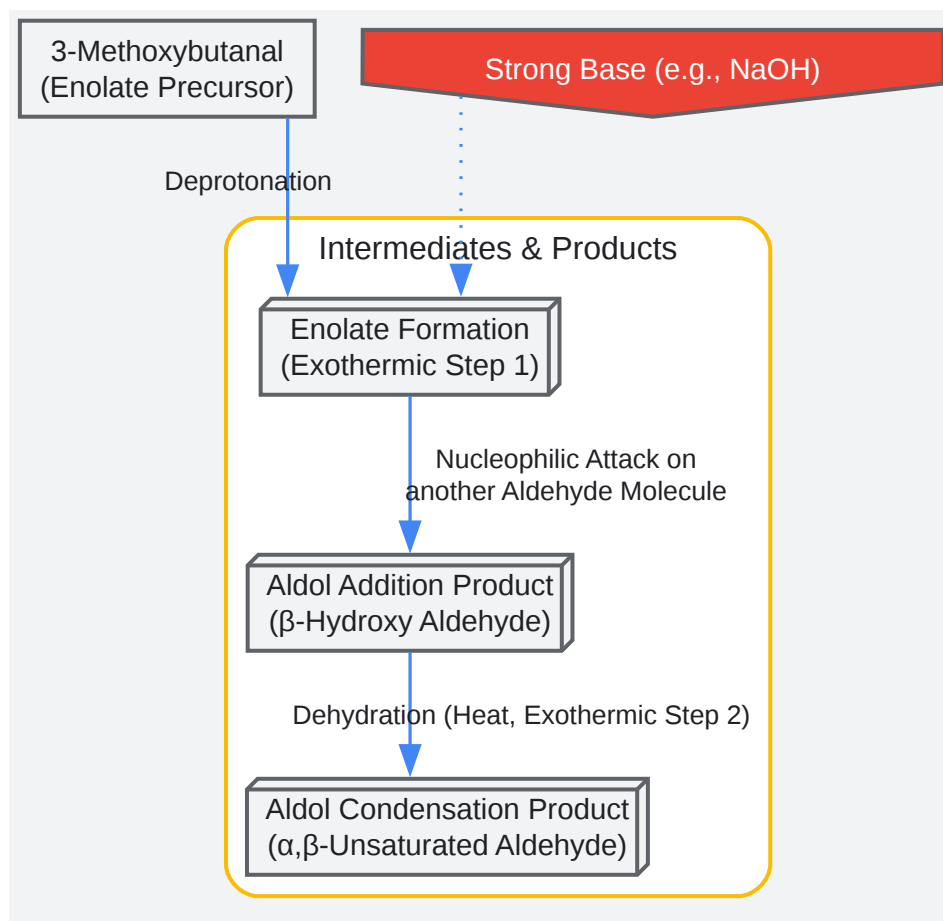 3-Methoxybutanal
(Enolate Precursor)
Strong Base (e.g., NaOH)
Deprotonation
Intermediates & Products
Enolate Formation
(Exothermic Step 1)
Nucleophilic Attack on
another Aldehyde Molecule
Aldol Addition Product
(β-Hydroxy Aldehyde)
Dehydration (Heat, Exothermic Step 2)
Aldol Condensation Product
(α,β-Unsaturated Aldehyde)